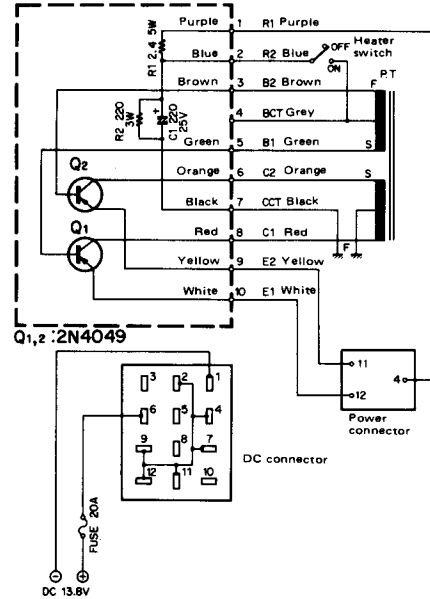 Purple 1 R1 Purple
R1 2.4 5W
Blue 2 R2 Blue
OFF Heater switch
ON
Brown 3 B2 Brown
F P.T
R2 220 3W
C1 220 25V
+
4 BCT Grey
Green 5 B1 Green
S
Q2
Orange 6 C2 Orange
S
Black 7 CCT Black
Q1
Red 8 C1 Red
F
Yellow 9 E2 Yellow
White 10 E1 White
Q1,2 :2N4049
11
4
12
Power connector
3 2 1
6 5 4
9 8 7
12 11 10
DC connector
FUSE 20A
− +
DC 13.8V